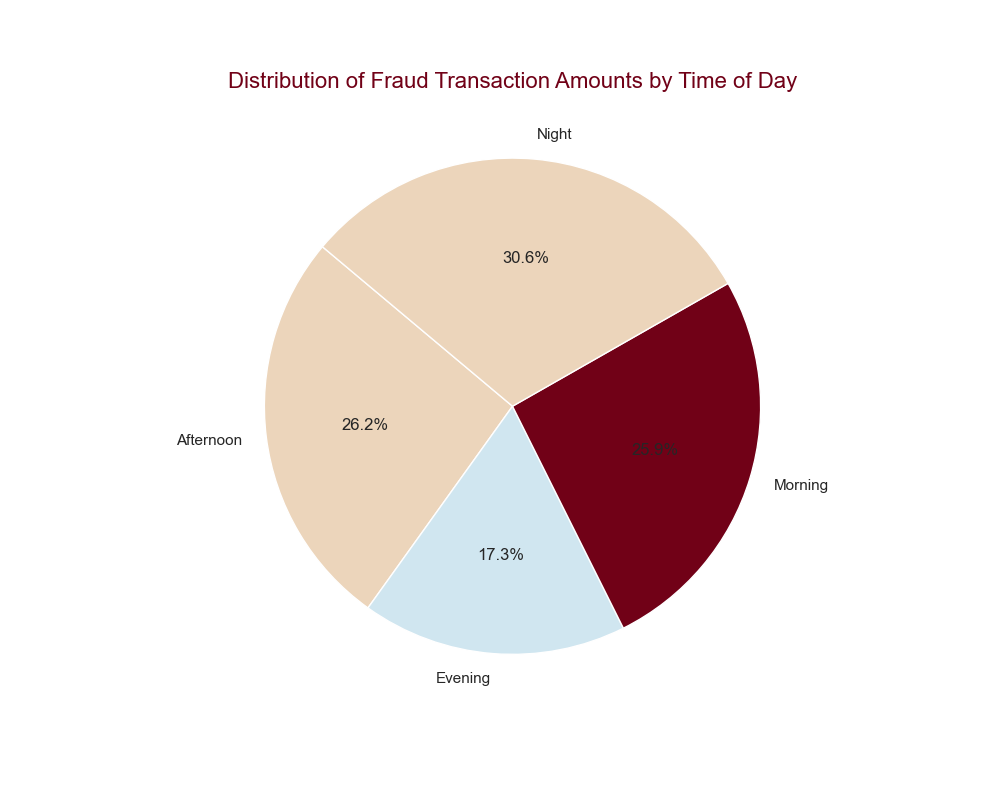 Distribution of Fraud Transaction Amounts by Time of Day
Night
30.6%
26.2%
Afternoon
Morning
17.3%
Evening